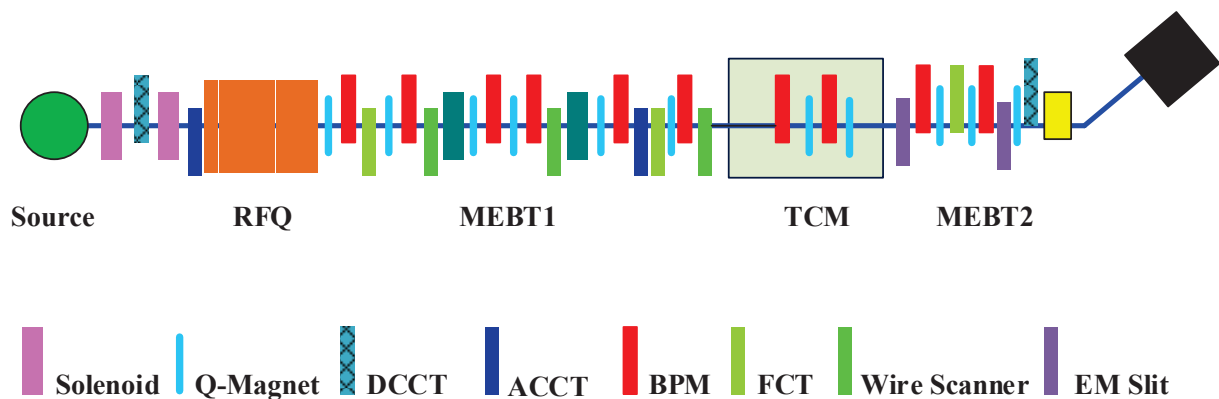 Source RFQ MEBT1 TCM MEBT2
Solenoid Q-Magnet DCCT ACCT BPM FCT Wire Scanner EM Slit